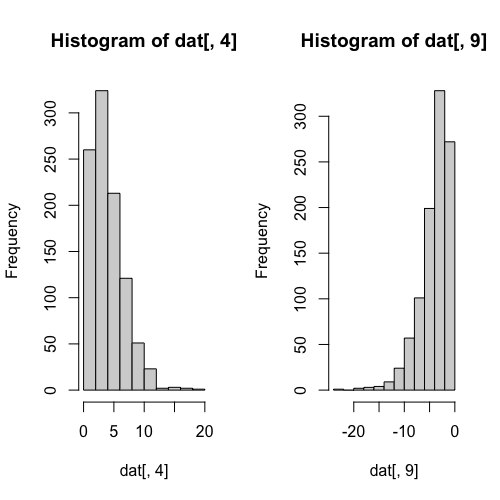 Histogram of dat[, 4]
Frequency
0
50
100
150
200
250
300
0 5 10 20
dat[, 4]
Histogram of dat[, 9]
Frequency
0
50
100
150
200
250
300
-20 -10 0
dat[, 9]